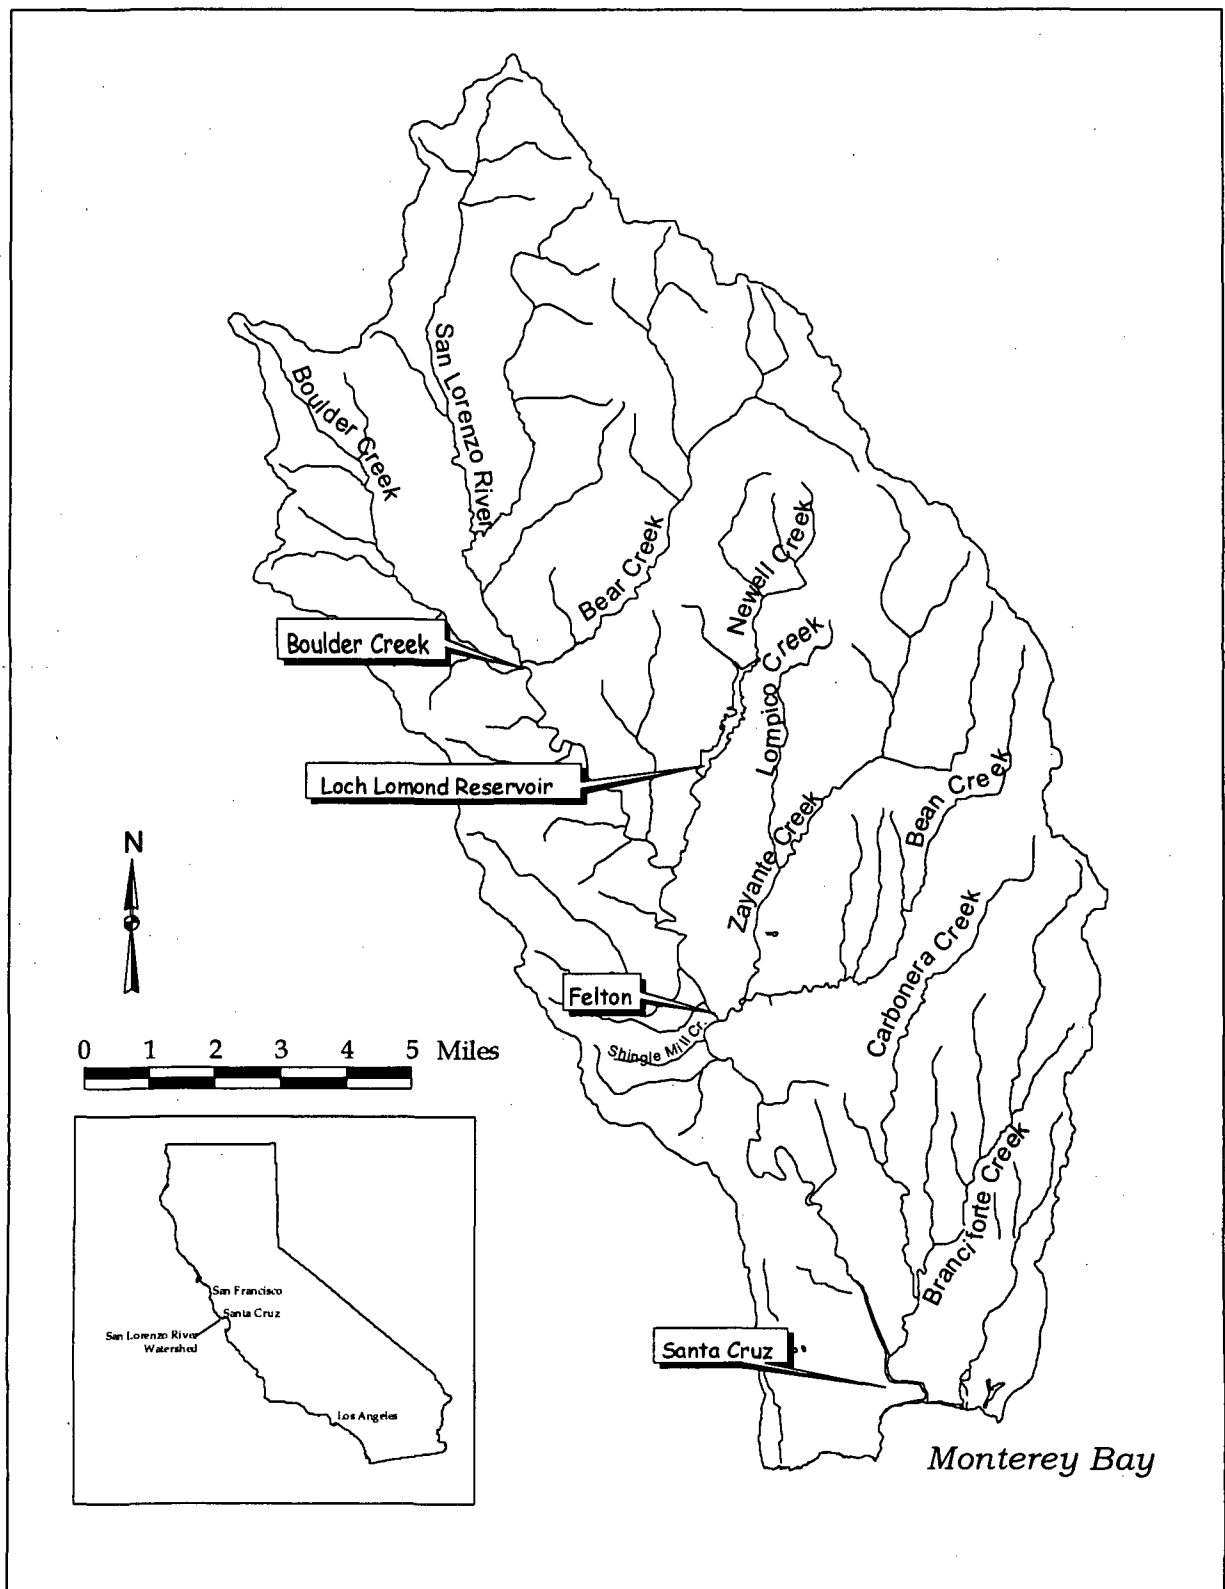 San Lorenzo River
Boulder Creek
Bear Creek
Newell Creek
Boulder Creek
Lompico Creek
Loch Lomond Reservoir
Bean Creek
Zayante Creek
N
Carbonera Creek
Felton
Shingle Mill Cr.
0 1 2 3 4 5 Miles
Branciforte Creek
San Francisco
Santa Cruz
San Lorenzo River
Watershed
Los Angeles
Santa Cruz
Monterey Bay